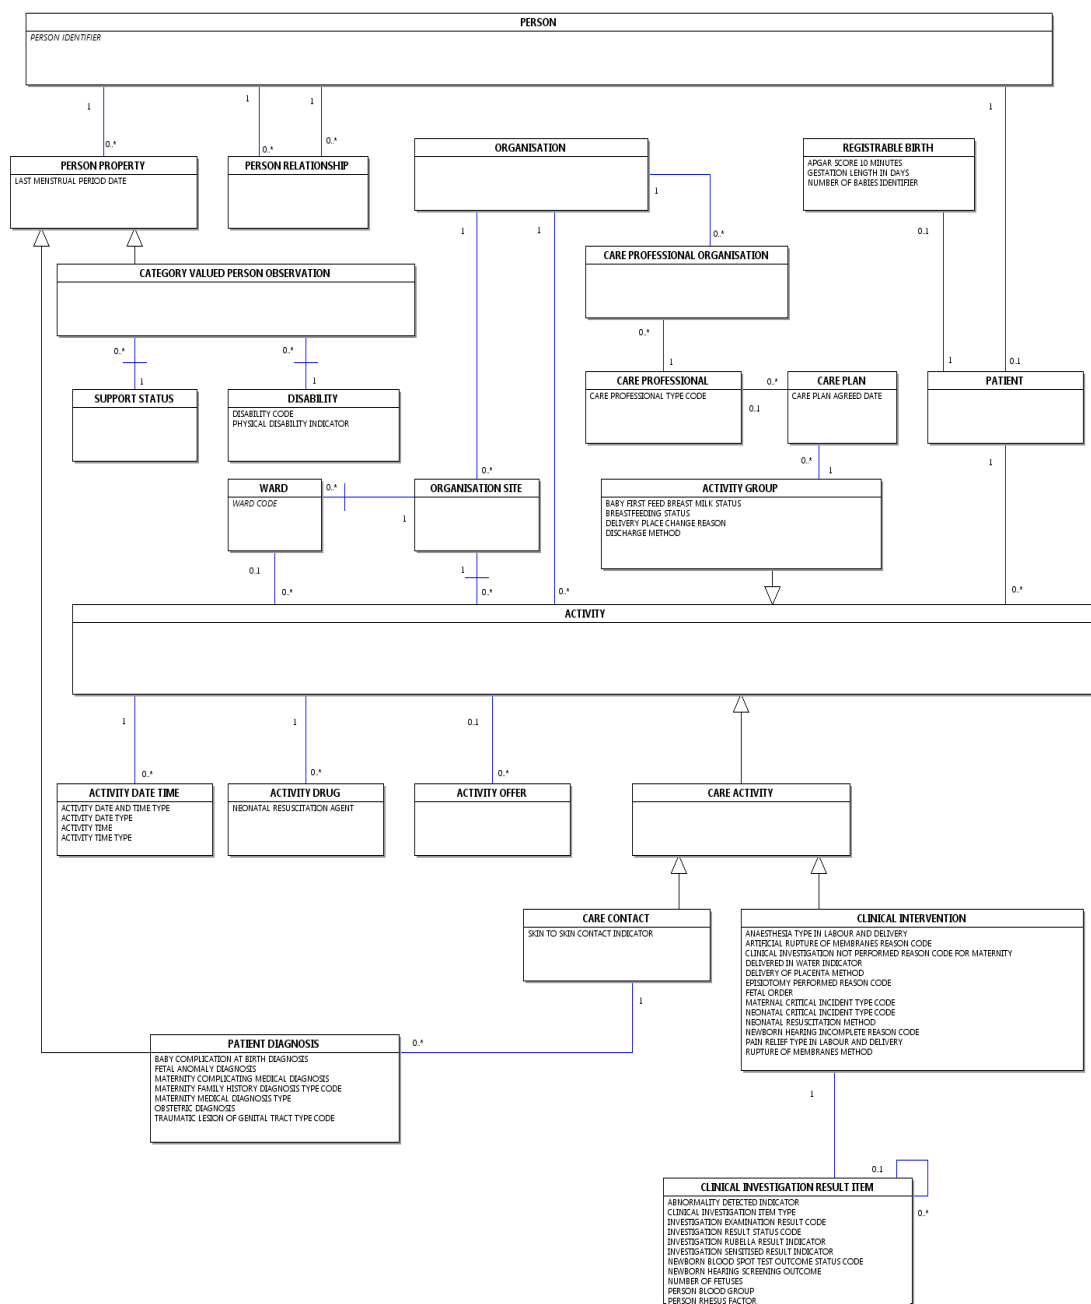 PERSON
PERSON IDENTIFIER
1
1
1
1
0..*
0..*
0..*
PERSON PROPERTY
LAST MENSTRUAL PERIOD DATE
PERSON RELATIONSHIP
ORGANISATION
REGISTRABLE BIRTH
APGAR SCORE 10 MINUTES
GESTATION LENGTH IN DAYS
NUMBER OF BABIES IDENTIFIER
1
0..*
1
1
0..1
CARE PROFESSIONAL ORGANISATION
CATEGORY VALUED PERSON OBSERVATION
0..*
1
0..*
1
0..*
1
1
0..1
SUPPORT STATUS
DISABILITY
DISABILITY CODE
PHYSICAL DISABILITY INDICATOR
CARE PROFESSIONAL
CARE PROFESSIONAL TYPE CODE
0..*
0..1
CARE PLAN
CARE PLAN AGREED DATE
PATIENT
0..*
1
1
0..*
WARD
WARD CODE
0..*
1
ORGANISATION SITE
ACTIVITY GROUP
BABY FIRST FEED BREAST MILK STATUS
BREASTFEEDING STATUS
DELIVERY PLACE CHANGE REASON
DISCHARGE METHOD
0..1
0..*
1
0..*
0..*
0..*
ACTIVITY
1
0..*
1
0..*
0..1
0..*
ACTIVITY DATE TIME
ACTIVITY DATE AND TIME TYPE
ACTIVITY DATE TYPE
ACTIVITY TIME
ACTIVITY TIME TYPE
ACTIVITY DRUG
NEONATAL RESUSCITATION AGENT
ACTIVITY OFFER
CARE ACTIVITY
CARE CONTACT
SKIN TO SKIN CONTACT INDICATOR
CLINICAL INTERVENTION
ANAESTHESIA TYPE IN LABOUR AND DELIVERY
ARTIFICIAL RUPTURE OF MEMBRANES REASON CODE
CLINICAL INVESTIGATION NOT PERFORMED REASON CODE FOR MATERNITY
DELIVERED IN WATER INDICATOR
DELIVERY OF PLACENTA METHOD
EPISIOTOMY PERFORMED REASON CODE
FETAL ORDER
MATERNAL CRITICAL INCIDENT TYPE CODE
NEONATAL CRITICAL INCIDENT TYPE CODE
NEONATAL RESUSCITATION METHOD
NEWBORN HEARING INCOMPLETE REASON CODE
PAIN RELIEF TYPE IN LABOUR AND DELIVERY
RUPTURE OF MEMBRANES METHOD
1
0..*
PATIENT DIAGNOSIS
BABY COMPLICATION AT BIRTH DIAGNOSIS
FETAL ANOMALY DIAGNOSIS
MATERNITY COMPLICATING MEDICAL DIAGNOSIS
MATERNITY FAMILY HISTORY DIAGNOSIS TYPE CODE
MATERNITY MEDICAL DIAGNOSIS TYPE
OBSTETRIC DIAGNOSIS
TRAUMATIC LESION OF GENITAL TRACT TYPE CODE
1
0..1
0..*
CLINICAL INVESTIGATION RESULT ITEM
ABNORMALITY DETECTED INDICATOR
CLINICAL INVESTIGATION ITEM TYPE
INVESTIGATION EXAMINATION RESULT CODE
INVESTIGATION RESULT STATUS CODE
INVESTIGATION RUBELLA RESULT INDICATOR
INVESTIGATION SENSITISED RESULT INDICATOR
NEWBORN BLOOD SPOT TEST OUTCOME STATUS CODE
NEWBORN HEARING SCREENING OUTCOME
NUMBER OF FETUSES
PERSON BLOOD GROUP
PERSON RHESUS FACTOR